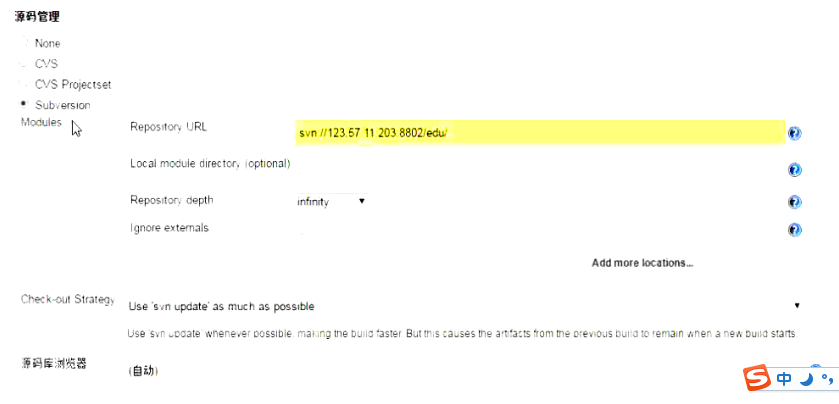 源码管理
None
CVS
CVS Projectset
Subversion
Modules
Repository URL
svn://123.57.11.203:8802/edu/
Local module directory (optional)
Repository depth
infinity
Ignore externals
Add more locations...
Check-out Strategy
Use 'svn update' as much as possible
Use 'svn update' whenever possible, making the build faster. But this causes the artifacts from the previous build to remain when a new build starts.
源码库浏览器
(自动)
中